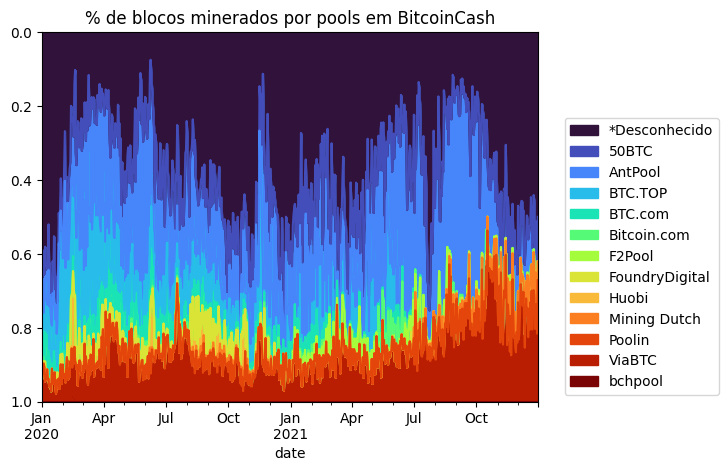 % de blocos minerados por pools em BitcoinCash
0.0
0.2
0.4
0.6
0.8
1.0
Jan
2020
Apr
Jul
Oct
Jan
2021
Apr
Jul
Oct
date
*Desconhecido
50BTC
AntPool
BTC.TOP
BTC.com
Bitcoin.com
F2Pool
FoundryDigital
Huobi
Mining Dutch
Poolin
ViaBTC
bchpool